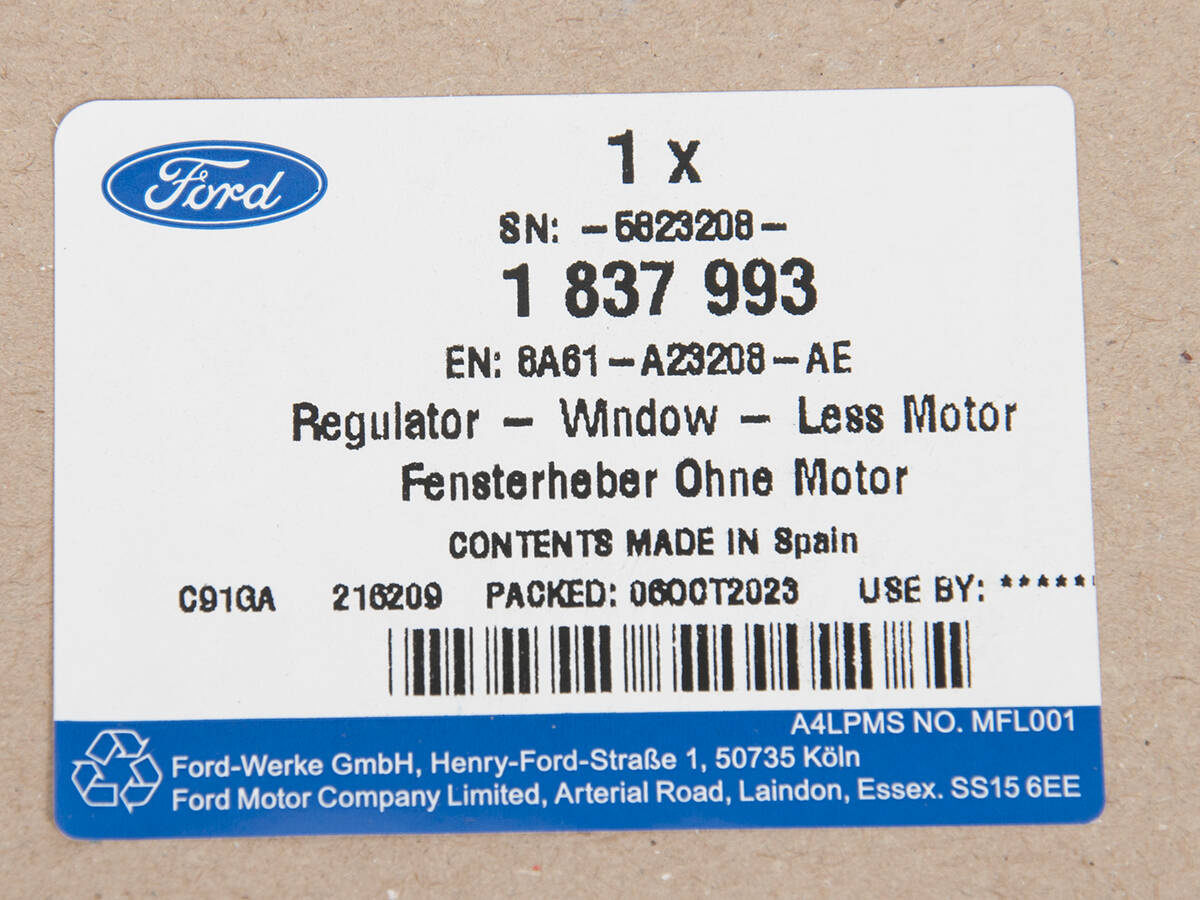 Ford
1 x
SN: -5823208-
1 837 993
EN: 8A61-A23208-AE
Regulator - Window - Less Motor
Fensterheber Ohne Motor
CONTENTS MADE IN Spain
C91GA 216209 PACKED: 06OCT2023 USE BY: *****
A4LPMS NO. MFL001
Ford-Werke GmbH, Henry-Ford-Straße 1, 50735 Köln
Ford Motor Company Limited, Arterial Road, Laindon, Essex. SS15 6EE